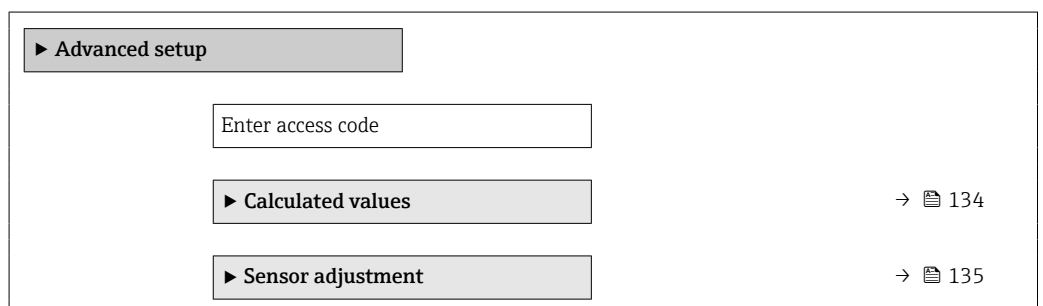 ▶ Advanced setup
Enter access code
▶ Calculated values → 134
▶ Sensor adjustment → 135